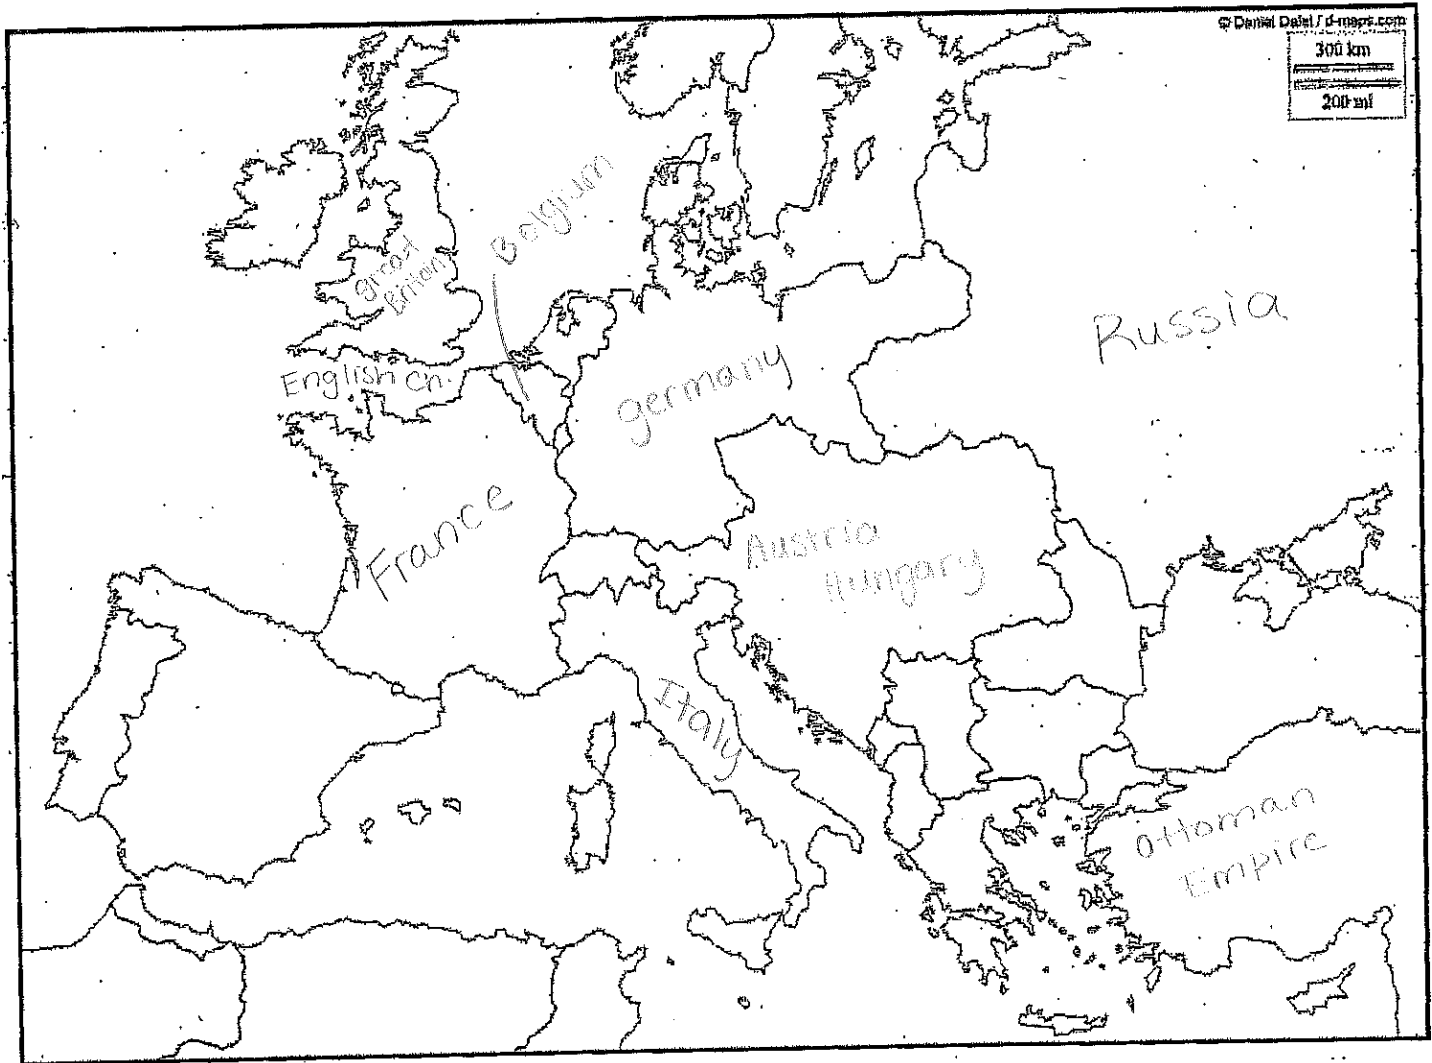 © Daniel Dalet / d-maps.com
300 km
200 mi
Bolgium
great
Britain
Russia
English ch.
germany
France
Austria
Hungary
Italy
Ottoman
Empire